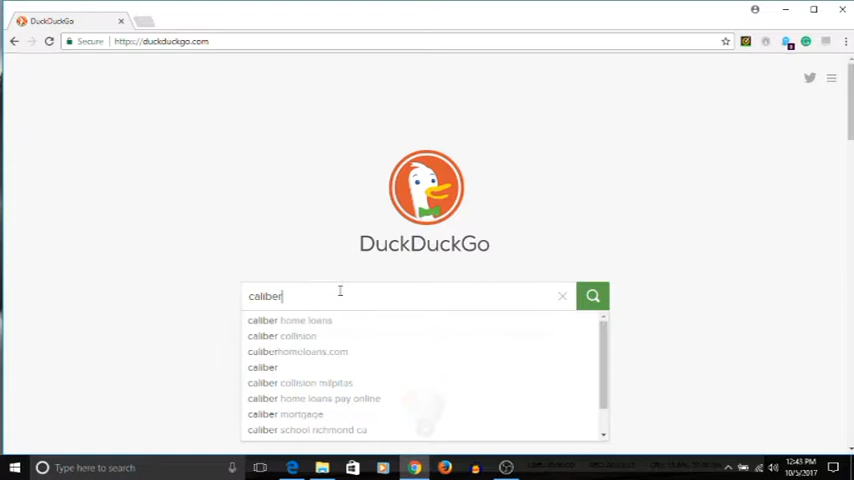 DuckDuckGo
Secure
https://duckduckgo.com
DuckDuckGo
caliber
caliber home loans
caliber collision
caliberhomeloans.com
caliber
caliber collision milpitas
caliber home loans pay online
caliber mortgage
caliber school richmond ca
Type here to search
12:43 PM
10/5/2017